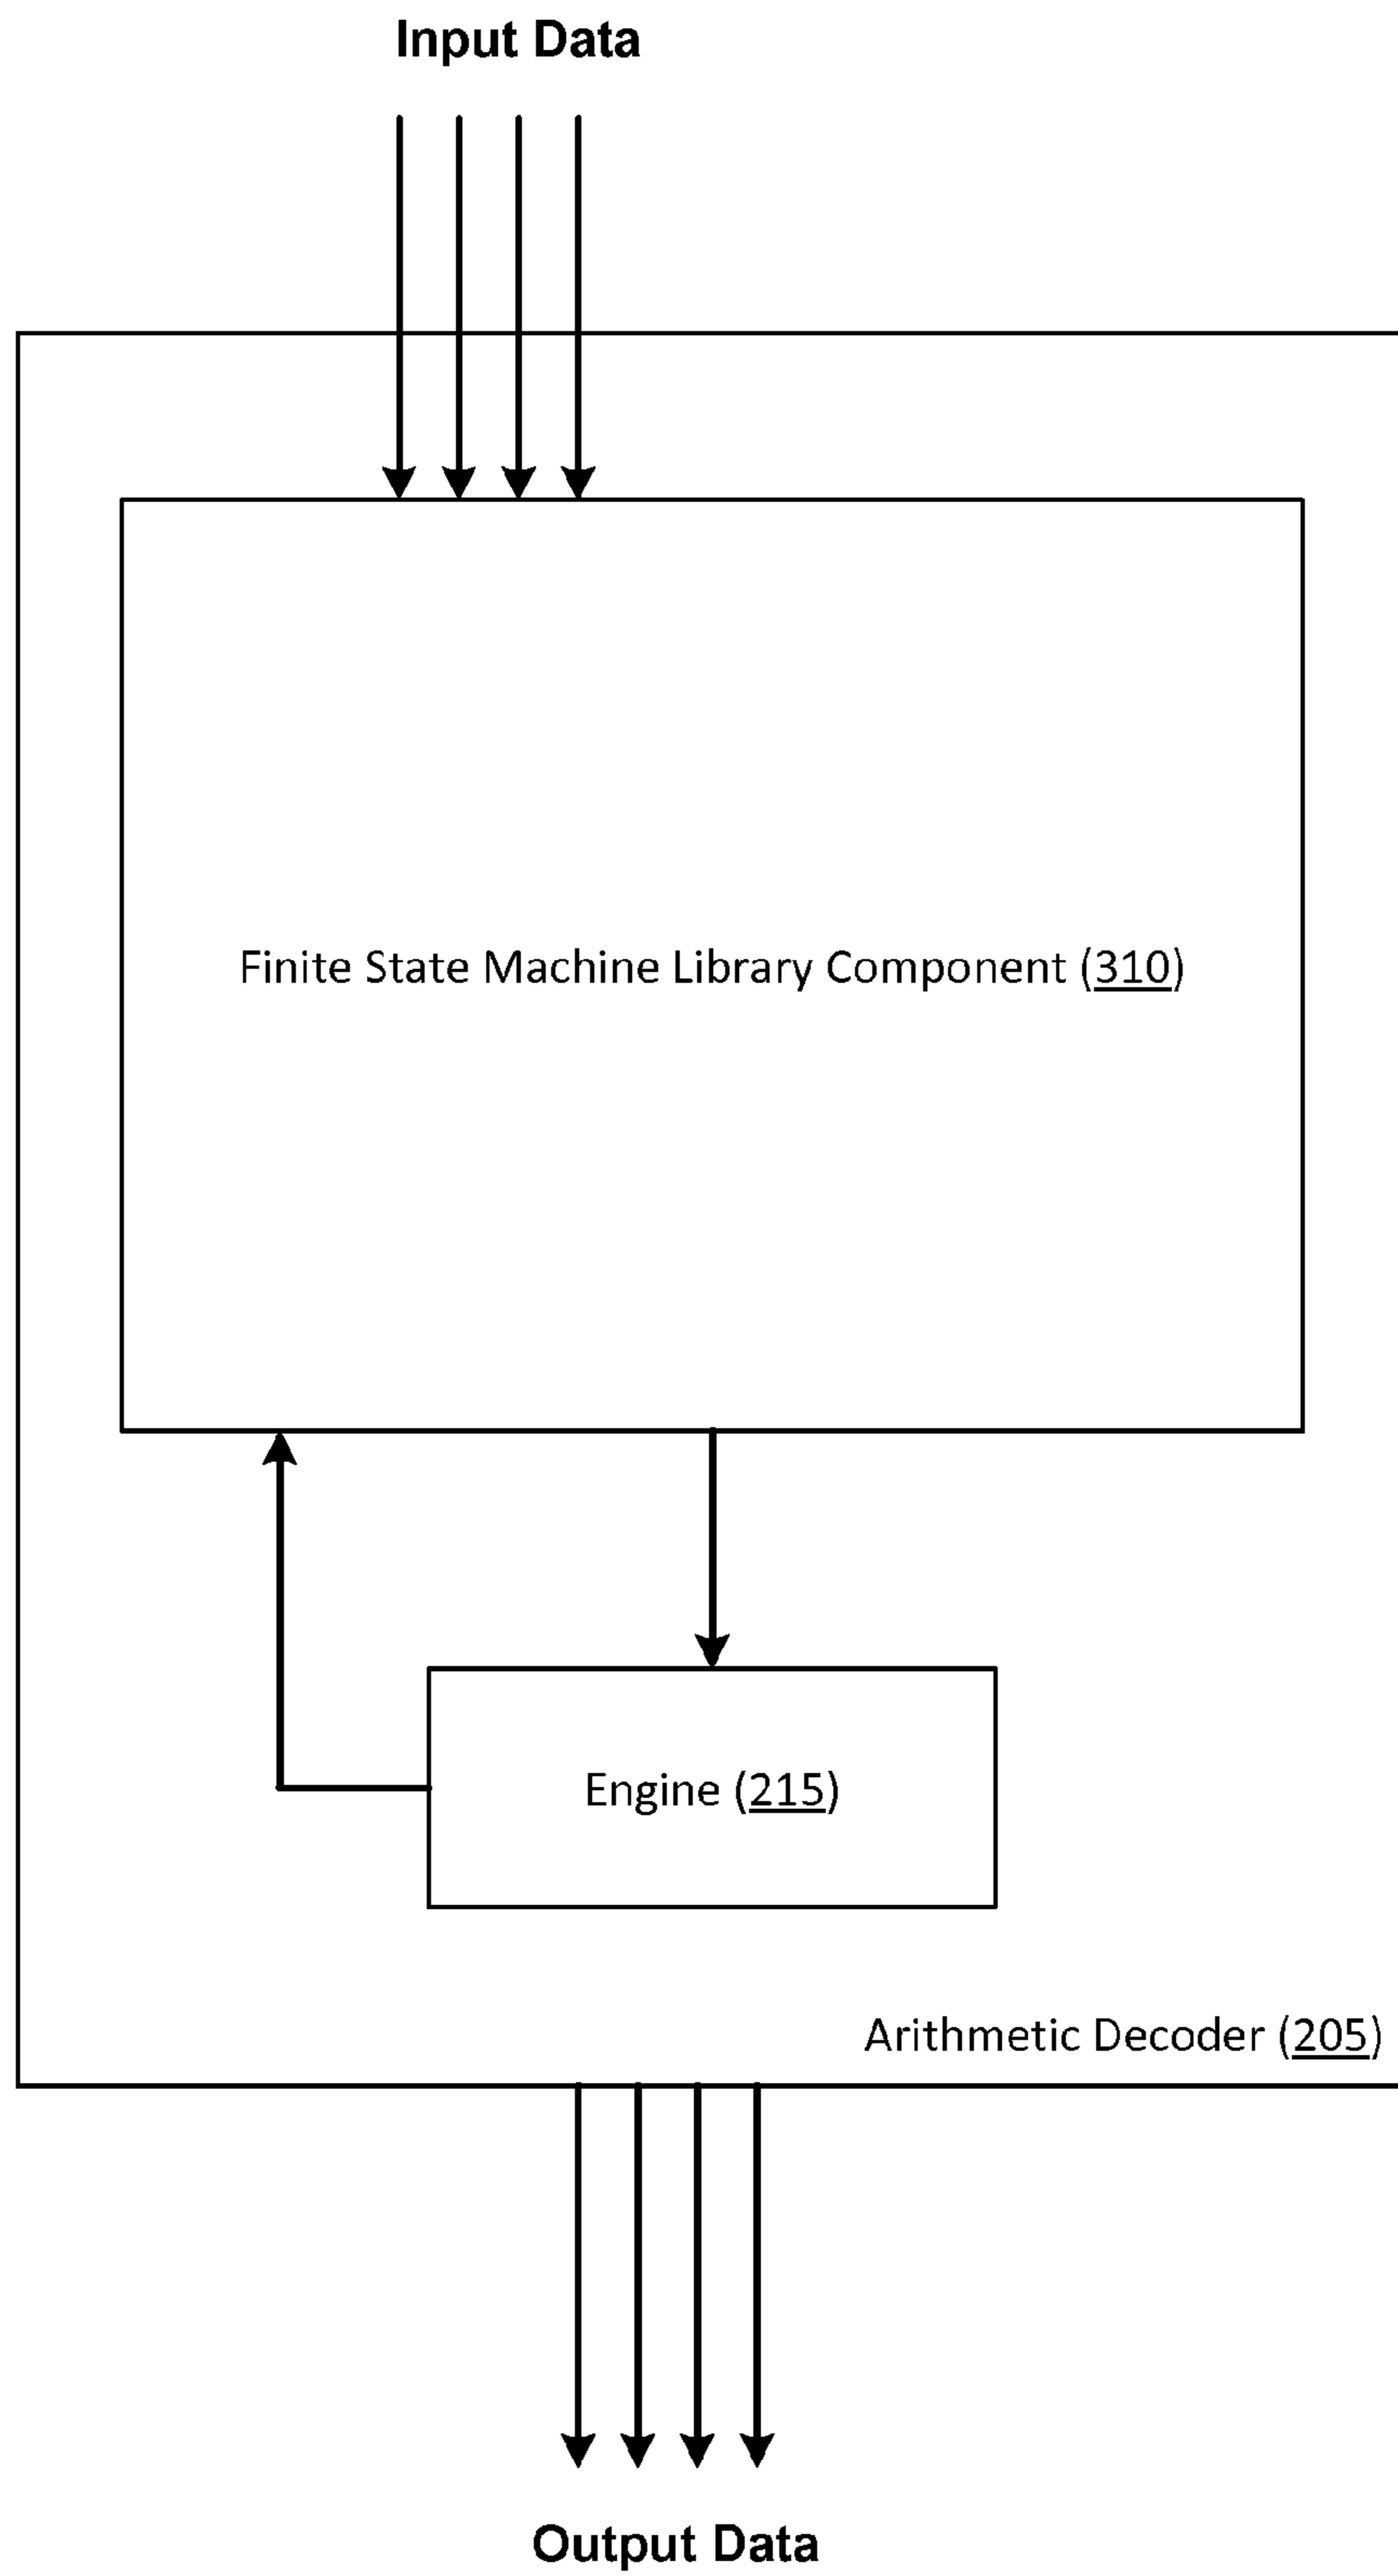 Input Data
Finite State Machine Library Component (310)
Engine (215)
Arithmetic Decoder (205)
Output Data